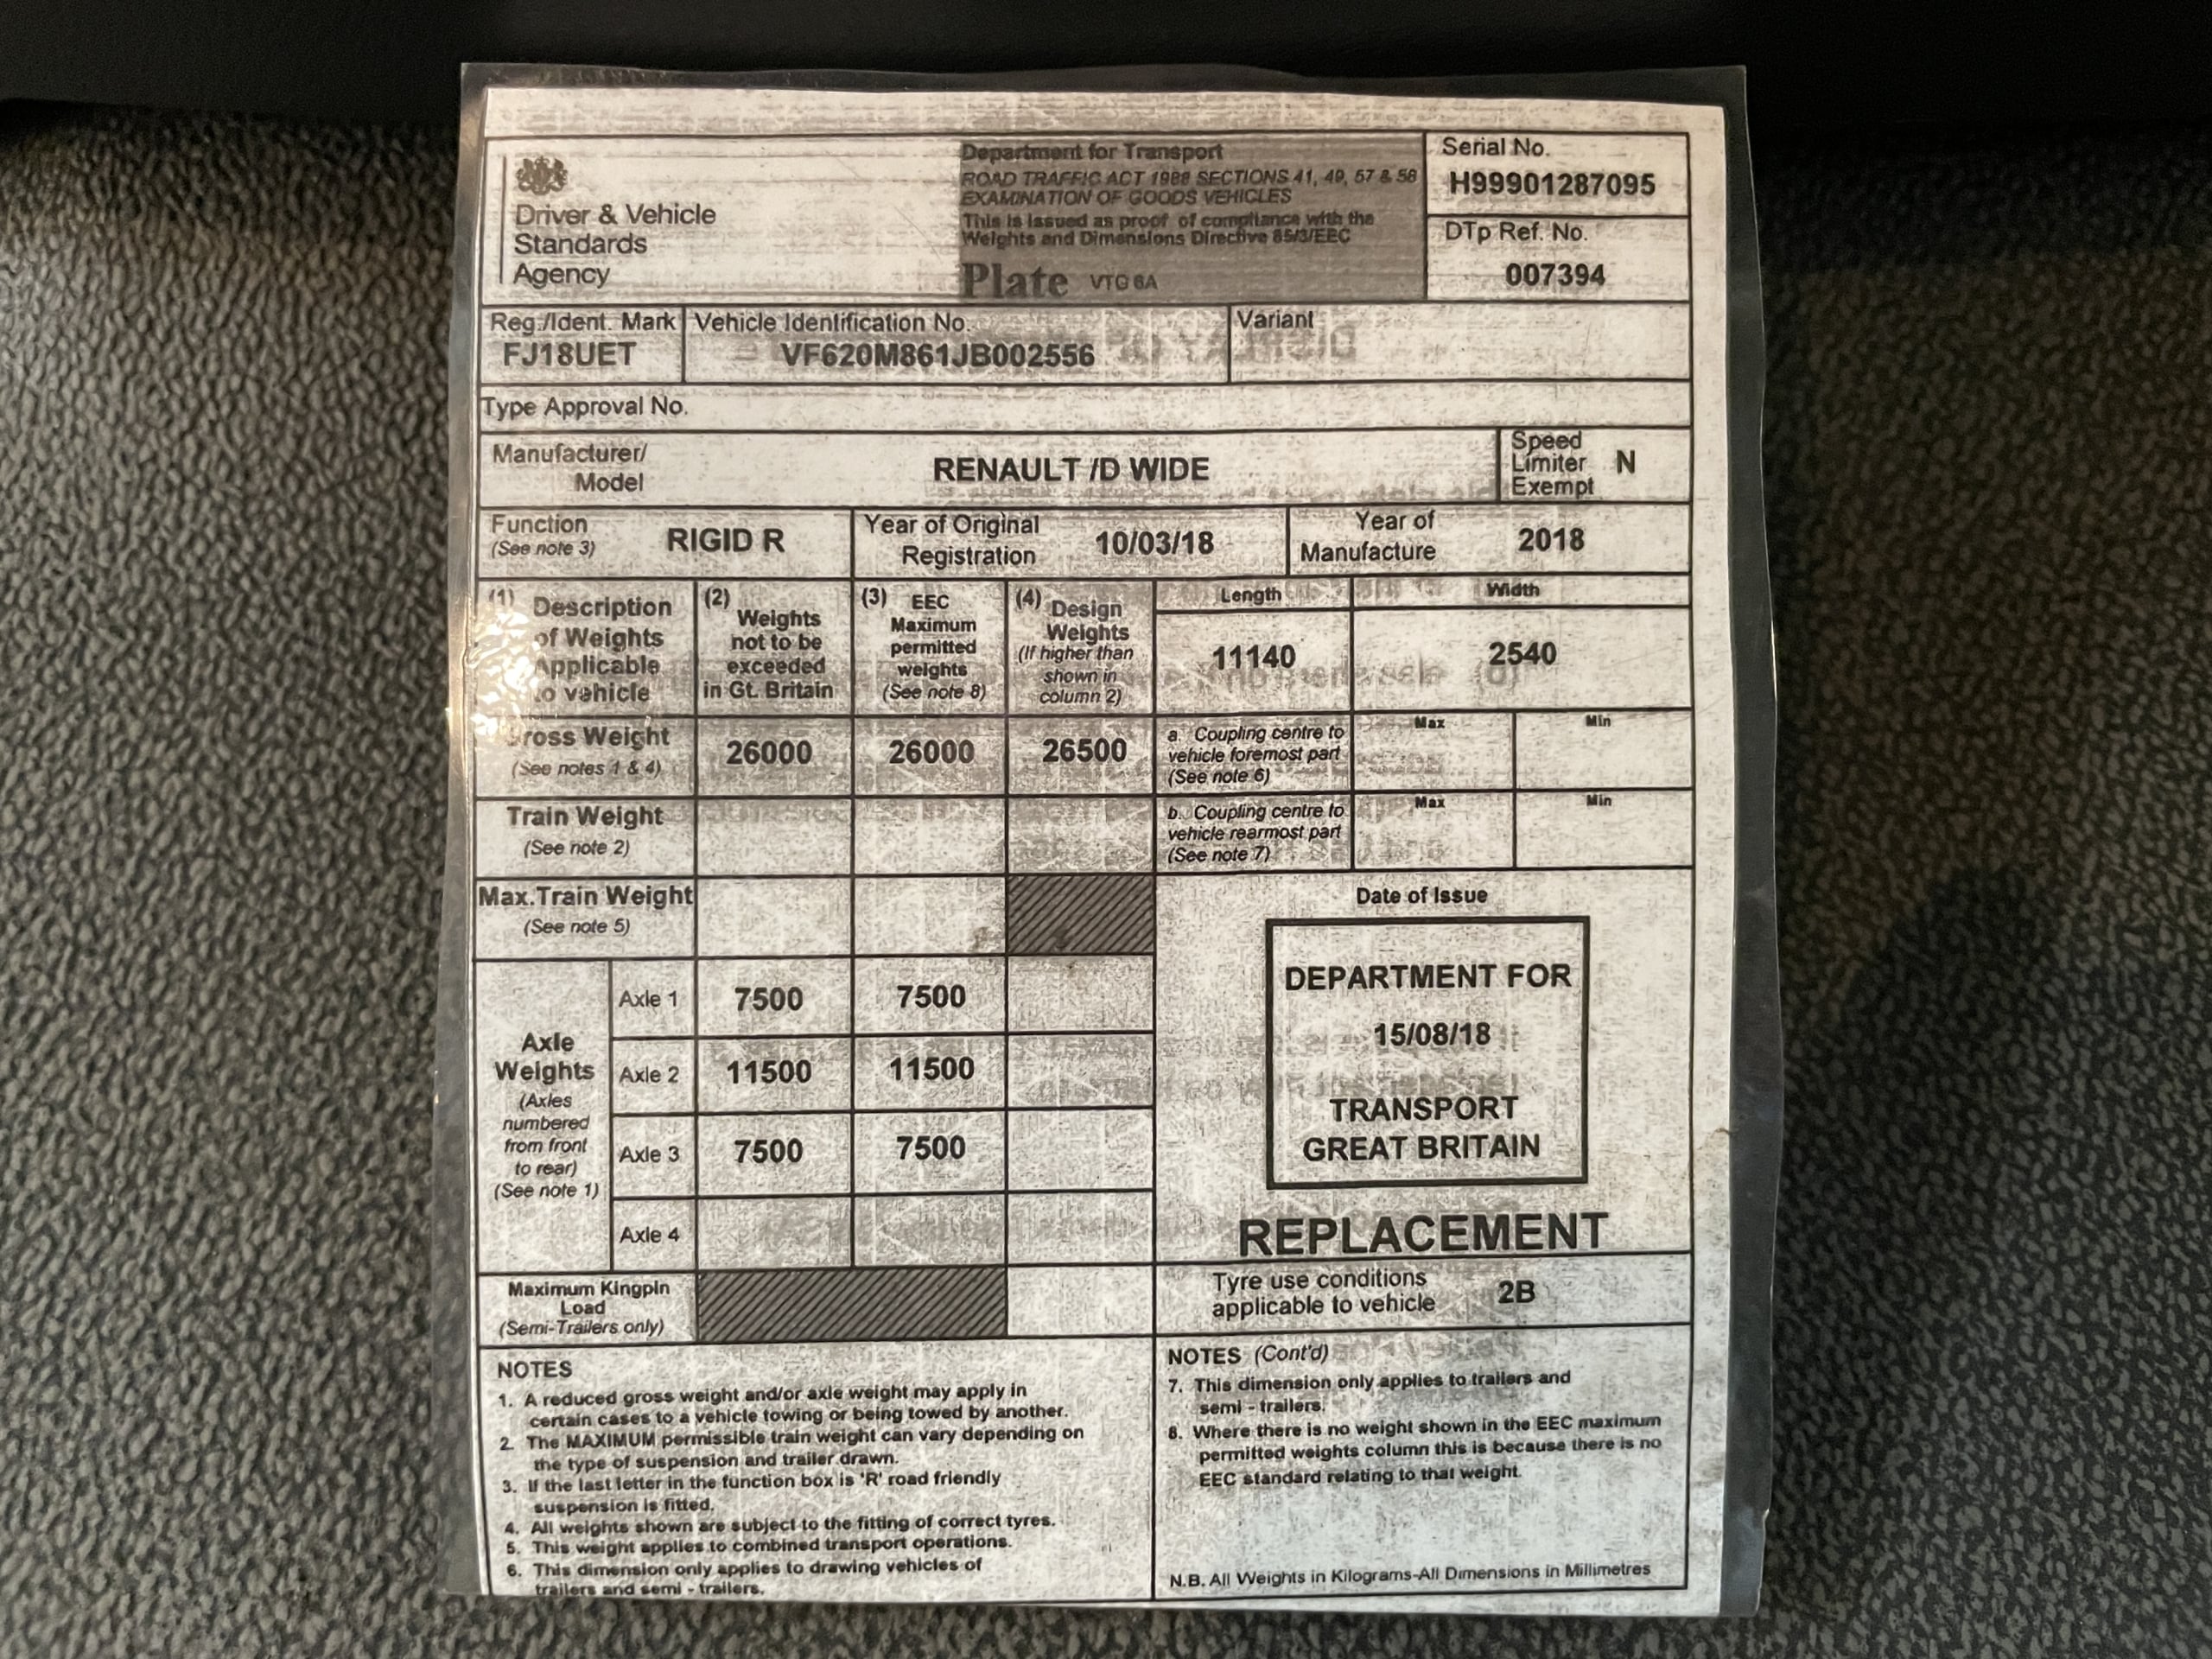 Driver & Vehicle
Standards
Agency
Department for Transport
ROAD TRAFFIC ACT 1988 SECTIONS 41, 49, 57 & 58
EXAMINATION OF GOODS VEHICLES
This is issued as proof of compliance with the
Weights and Dimensions Directive 85/3/EEC
Plate VTG 6A
Serial No.
H99901287095
DTp Ref. No.
007394
Reg./Ident. Mark
FJ18UET
Vehicle Identification No.
VF620M861JB002556
Variant
Type Approval No.
Manufacturer/
Model
RENAULT /D WIDE
Speed
Limiter N
Exempt
Function
(See note 3)
RIGID R
Year of Original
Registration
10/03/18
Year of
Manufacture
2018
(1) Description
of Weights
Applicable
to vehicle
(2) Weights
not to be
exceeded
in Gt. Britain
(3) EEC
Maximum
permitted
weights
(See note 8)
(4) Design
Weights
(If higher than
shown in
column 2)
Length
11140
Width
2540
Gross Weight
(See notes 1 & 4)
26000
26000
26500
a. Coupling centre to
vehicle foremost part
(See note 6)
Max
Min
Train Weight
(See note 2)
b. Coupling centre to
vehicle rearmost part
(See note 7)
Max
Min
Max.Train Weight
(See note 5)
Axle
Weights
(Axles
numbered
from front
to rear)
(See note 1)
Axle 1 7500 7500
Axle 2 11500 11500
Axle 3 7500 7500
Axle 4
Date of Issue
DEPARTMENT FOR
15/08/18
TRANSPORT
GREAT BRITAIN
REPLACEMENT
Maximum Kingpin
Load
(Semi-Trailers only)
Tyre use conditions
applicable to vehicle
2B
NOTES
1. A reduced gross weight and/or axle weight may apply in
certain cases to a vehicle towing or being towed by another.
2. The MAXIMUM permissible train weight can vary depending on
the type of suspension and trailer drawn.
3. If the last letter in the function box is 'R' road friendly
suspension is fitted.
4. All weights shown are subject to the fitting of correct tyres.
5. This weight applies to combined transport operations.
6. This dimension only applies to drawing vehicles of
trailers and semi - trailers.
NOTES (Cont'd)
7. This dimension only applies to trailers and
semi - trailers.
8. Where there is no weight shown in the EEC maximum
permitted weights column this is because there is no
EEC standard relating to that weight.
N.B. All Weights in Kilograms-All Dimensions in Millimetres